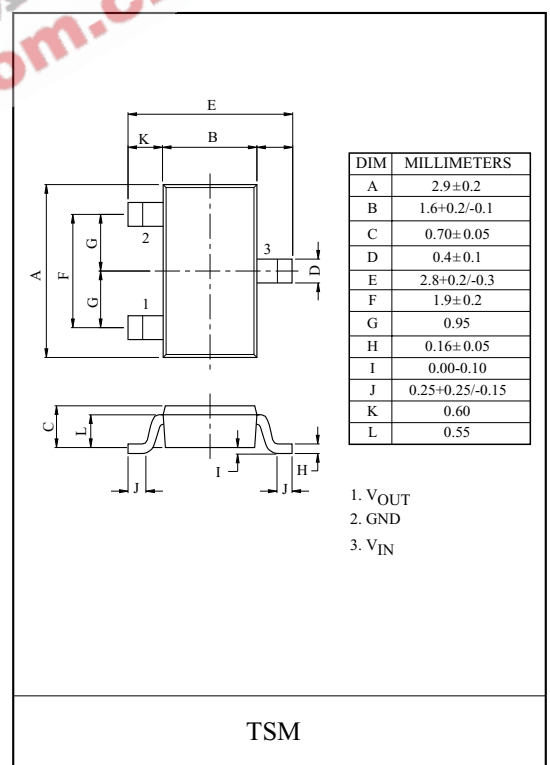 om.c
E
K
B
2
3
G
A
F
D
G
1
C
L
I
H
J
J
DIM MILLIMETERS
A 2.9±0.2
B 1.6+0.2/-0.1
C 0.70±0.05
D 0.4±0.1
E 2.8+0.2/-0.3
F 1.9±0.2
G 0.95
H 0.16±0.05
I 0.00-0.10
J 0.25+0.25/-0.15
K 0.60
L 0.55
1. VOUT
2. GND
3. VIN
TSM